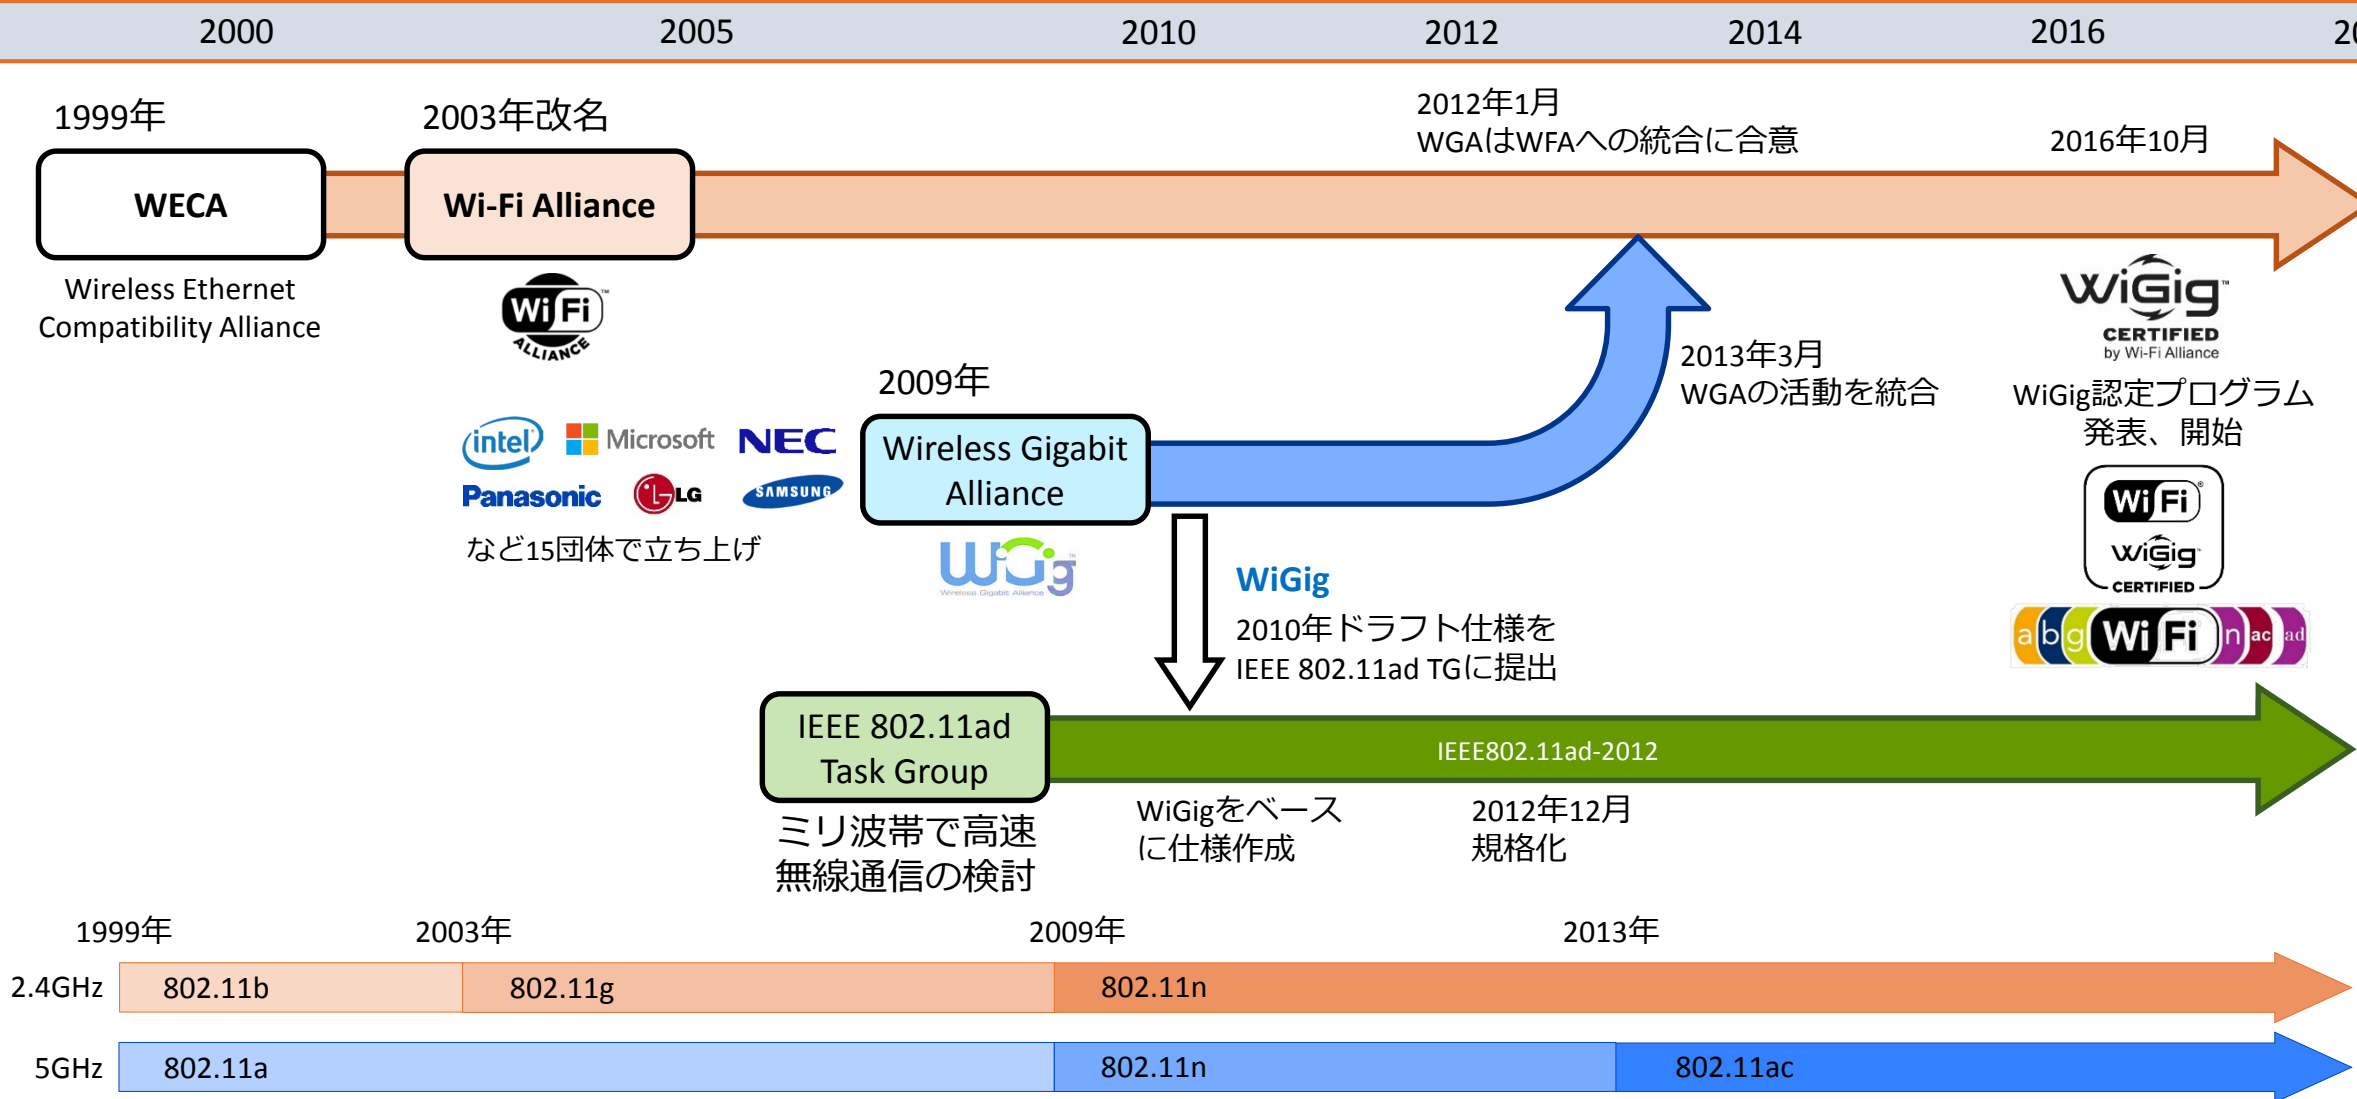 2000
2005
2010
2012
2014
2016
1999年
WECA
Wireless Ethernet
Compatibility Alliance
2003年改名
Wi-Fi Alliance
Wi Fi™
ALLIANCE
2012年1月
WGAはWFAへの統合に合意
2016年10月
WiGig™
CERTIFIED
by Wi-Fi Alliance
WiGig認定プログラム
発表、開始
Wi Fi®
WiGig
CERTIFIED
a b g Wi Fi n ac ad
2013年3月
WGAの活動を統合
2009年
Wireless Gigabit
Alliance
WiGig
Wireless Gigabit Alliance
intel Microsoft NEC
Panasonic LG SAMSUNG
など15団体で立ち上げ
WiGig
2010年ドラフト仕様を
IEEE 802.11ad TGに提出
IEEE 802.11ad
Task Group
ミリ波帯で高速
無線通信の検討
IEEE802.11ad-2012
WiGigをベース
に仕様作成
2012年12月
規格化
1999年
2003年
2009年
2013年
2.4GHz
802.11b
802.11g
802.11n
5GHz
802.11a
802.11n
802.11ac